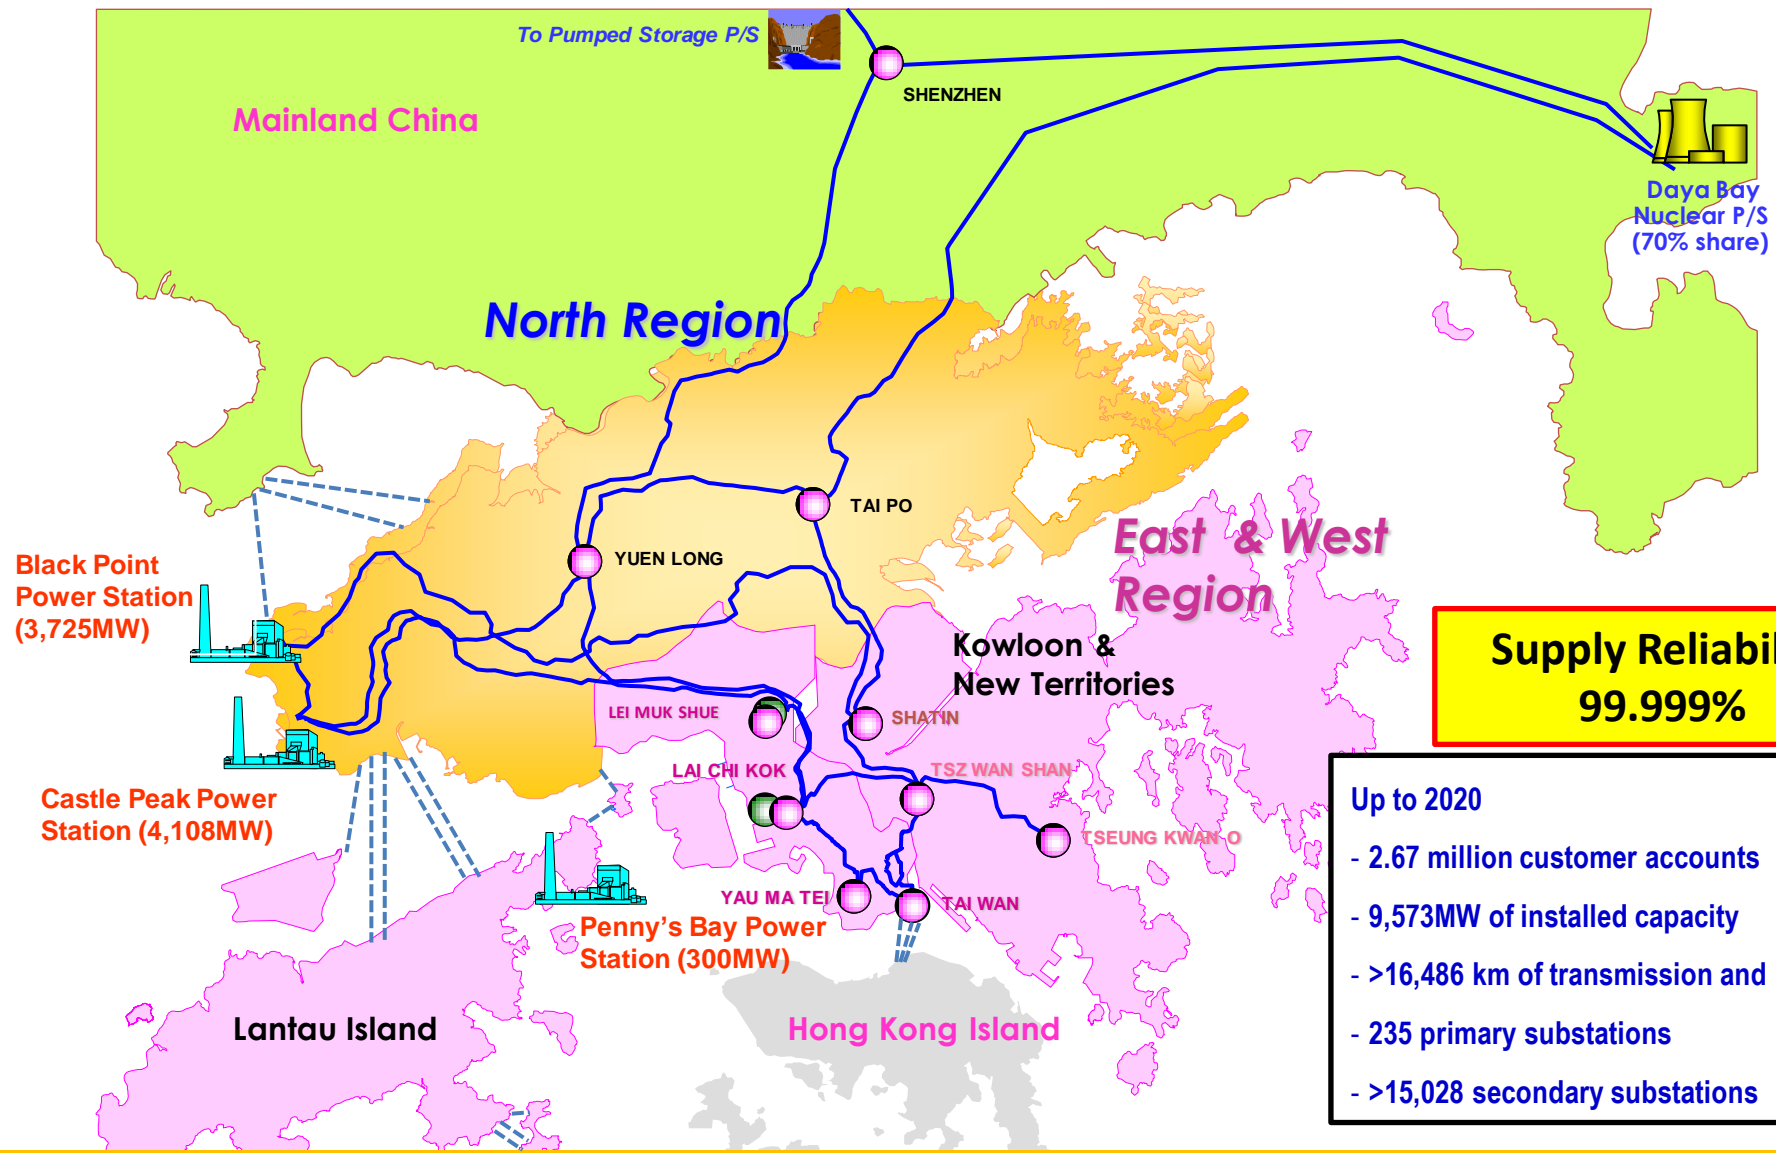 To Pumped Storage P/S
SHENZHEN
Mainland China
Daya Bay
Nuclear P/S
(70% share)
North Region
TAI PO
East & West
Region
YUEN LONG
Black Point
Power Station
(3,725MW)
Kowloon &
New Territories
Supply Reliabil
99.999%
LEI MUK SHUE
SHATIN
LAI CHI KOK
TSZ WAN SHAN
Castle Peak Power
Station (4,108MW)
TSEUNG KWAN O
YAU MA TEI
TAI WAN
Penny's Bay Power
Station (300MW)
Lantau Island
Hong Kong Island
Up to 2020
- 2.67 million customer accounts
- 9,573MW of installed capacity
- >16,486 km of transmission and
- 235 primary substations
- >15,028 secondary substations